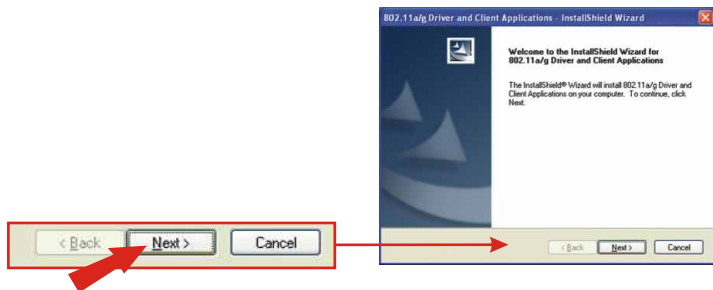 802.11a/g Driver and Client Applications - InstallShield Wizard
Welcome to the InstallShield Wizard for
802.11a/g Driver and Client Applications
The InstallShield® Wizard will install 802.11a/g Driver and
Client Applications on your computer. To continue, click
Next.
< Back Next > Cancel
< Back Next > Cancel